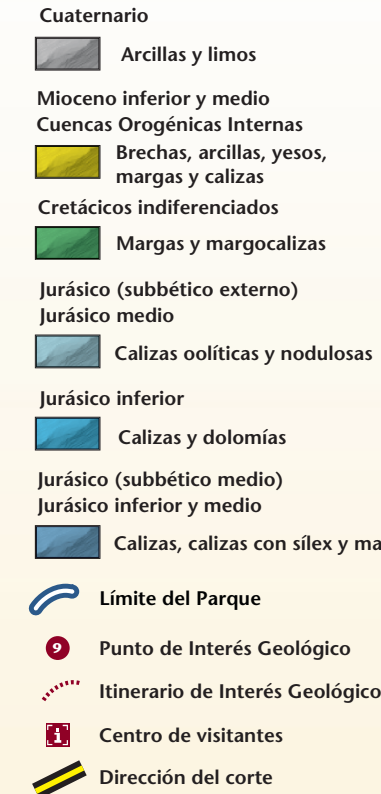 Cuaternario
Arcillas y limos
Mioceno inferior y medio
Cuencas Orogénicas Internas
Brechas, arcillas, yesos,
margas y calizas
Cretácicos indiferenciados
Margas y margocalizas
Jurásico (subbético externo)
Jurásico medio
Calizas oolíticas y nodulosas
Jurásico inferior
Calizas y dolomías
Jurásico (subbético medio)
Jurásico inferior y medio
Calizas, calizas con sílex y ma
Límite del Parque
9 Punto de Interés Geológico
Itinerario de Interés Geológico
i Centro de visitantes
Dirección del corte